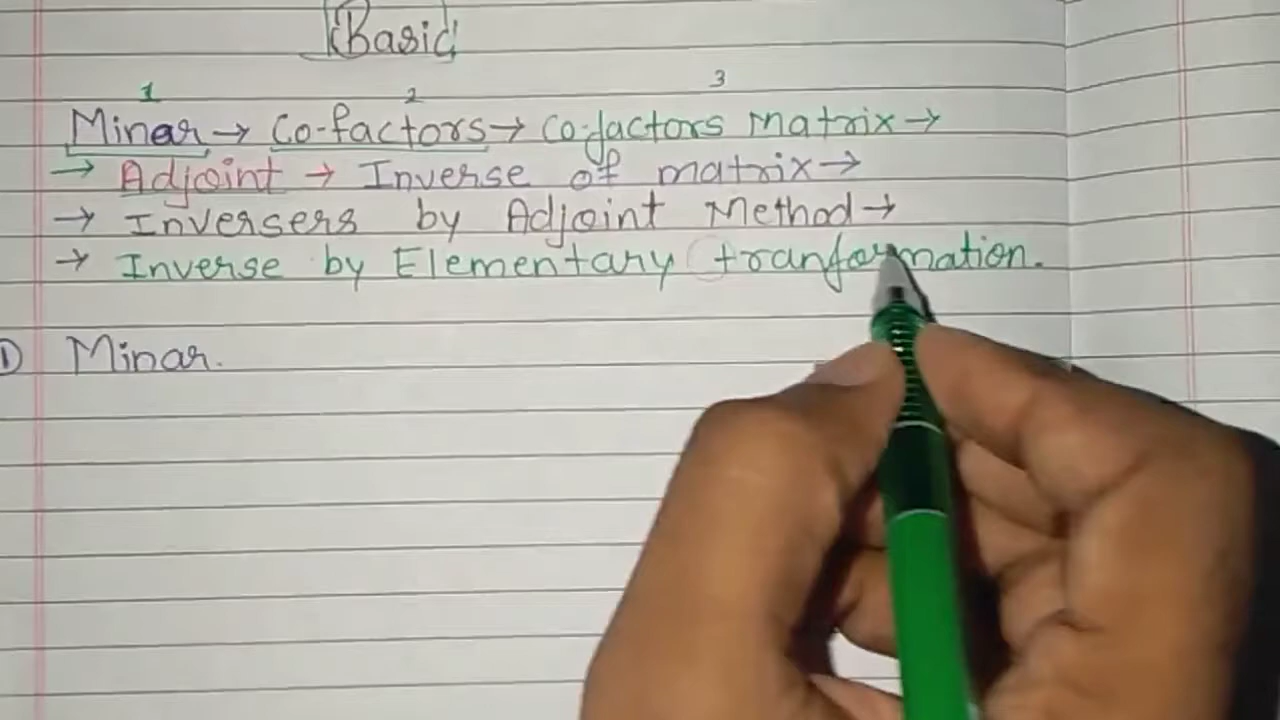 Basic
1 2 3
Minar → Co-factors → Co-factors Matrix →
→ Adjoint → Inverse of matrix →
→ Inversers by Adjoint Method →
→ Inverse by Elementary tranformation.
① Minar.